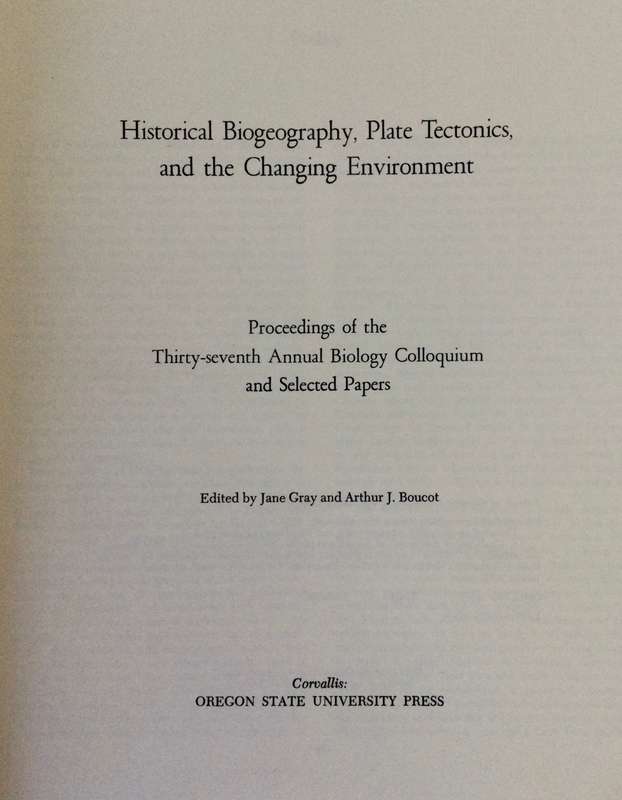 Historical Biogeography, Plate Tectonics,
and the Changing Environment
Proceedings of the
Thirty-seventh Annual Biology Colloquium
and Selected Papers
Edited by Jane Gray and Arthur J. Boucot
Corvallis:
OREGON STATE UNIVERSITY PRESS